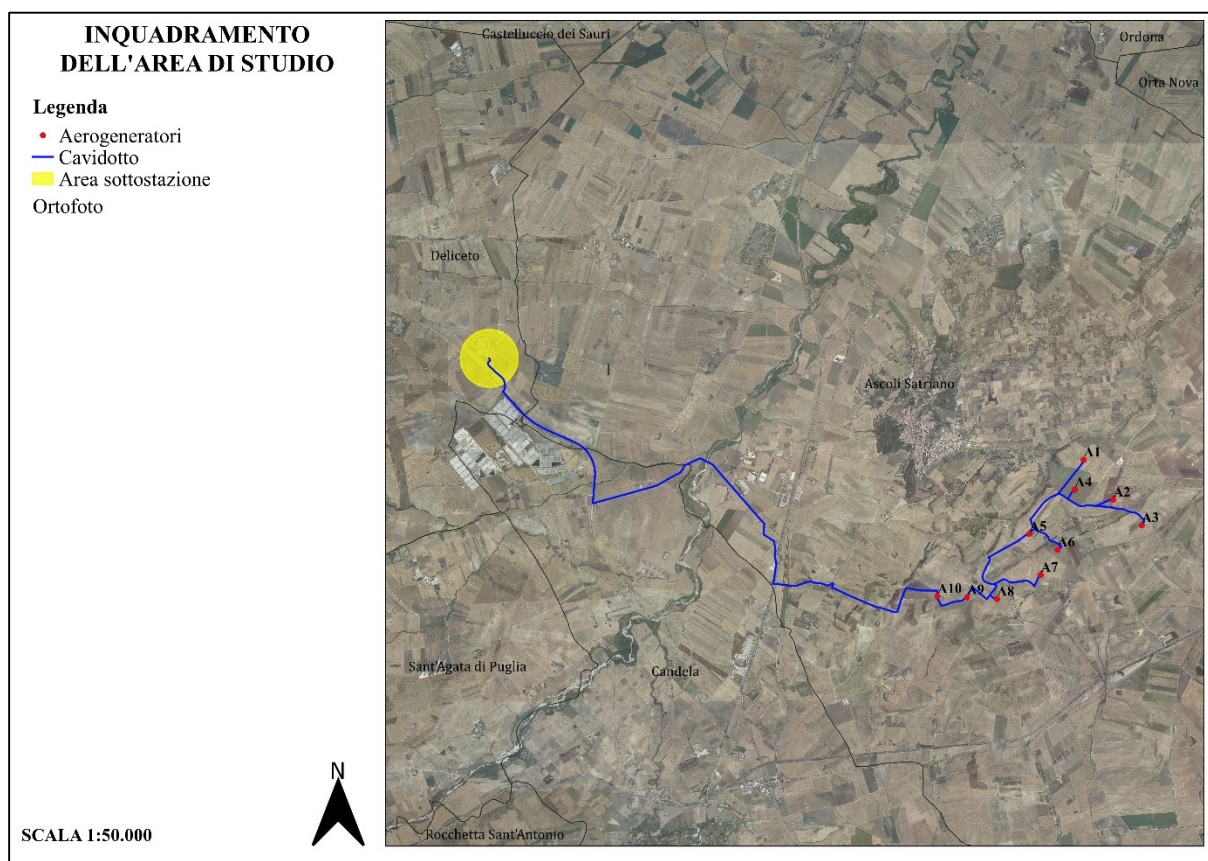 INQUADRAMENTO
DELL'AREA DI STUDIO
Legenda
Aerogeneratori
Cavidotto
Area sottostazione
Ortofoto
N
SCALA 1:50.000
Castelluccio dei Sauri
Ordona
Orta Nova
Deliceto
Ascoli Satriano
A1
A4
A2
A3
A5
A6
A7
A10
A9
A8
Sant'Agata di Puglia
Candela
Rocchetta Sant'Antonio